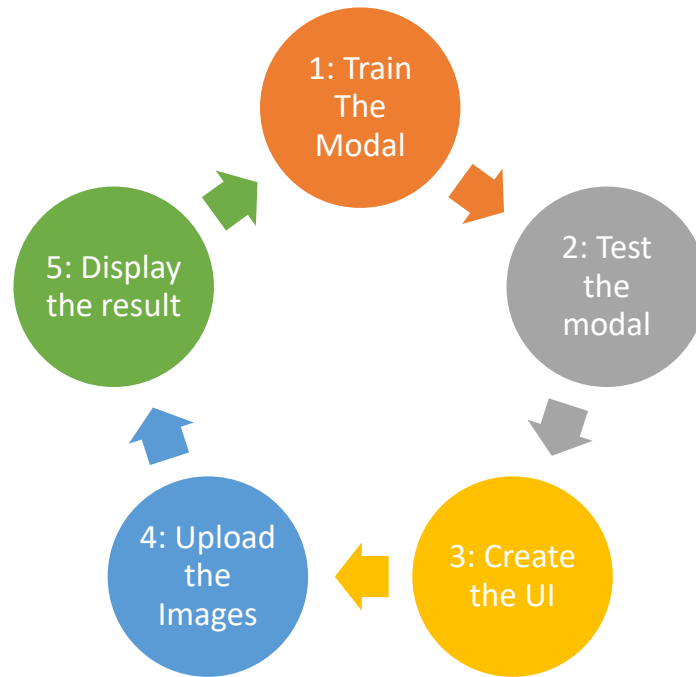 1: Train
The
Modal
2: Test
the
modal
3: Create
the UI
4: Upload
the
Images
5: Display
the result